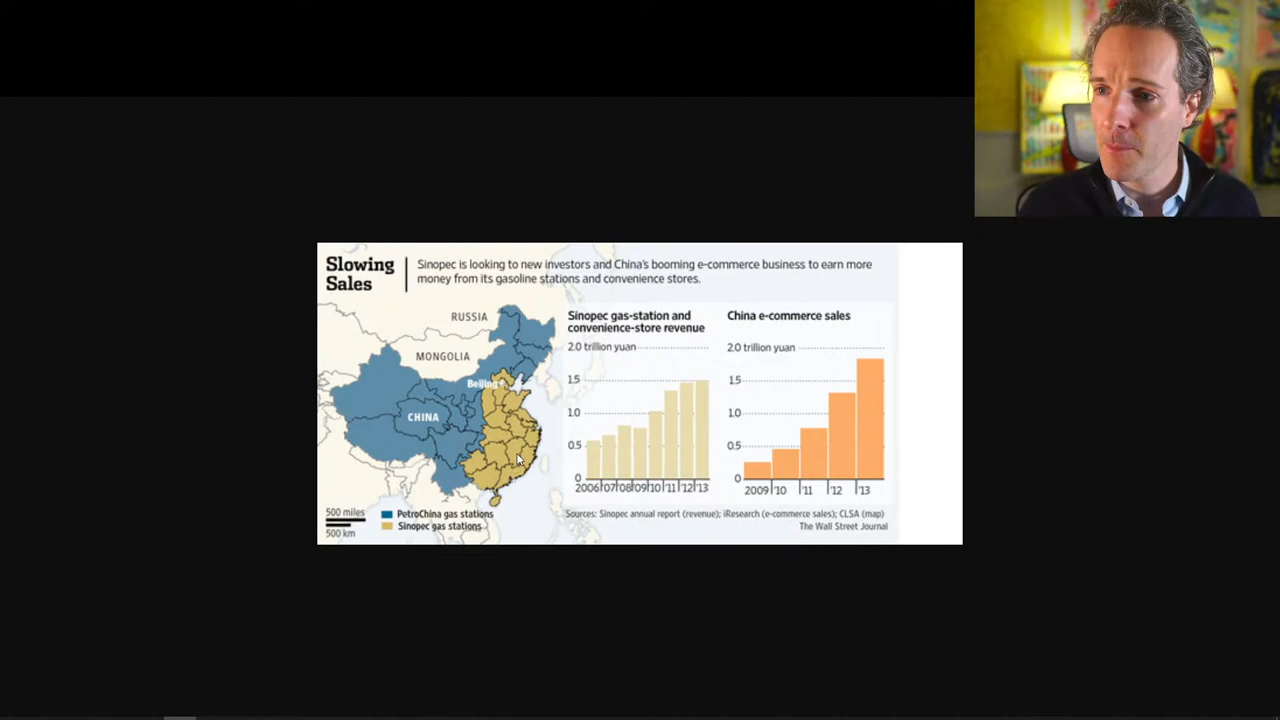 Slowing
Sales
Sinopec is looking to new investors and China's booming e-commerce business to earn more
money from its gasoline stations and convenience stores.
RUSSIA
MONGOLIA
Beijing
CHINA
500 miles
500 km
PetroChina gas stations
Sinopec gas stations
Sinopec gas-station and
convenience-store revenue
2.0 trillion yuan
1.5
1.0
0.5
0
2006 '07 '08 '09 '10 '11 '12 '13
China e-commerce sales
2.0 trillion yuan
1.5
1.0
0.5
0
2009 '10 '11 '12 '13
Sources: Sinopec annual report (revenue); iResearch (e-commerce sales); CLSA (map)
The Wall Street Journal